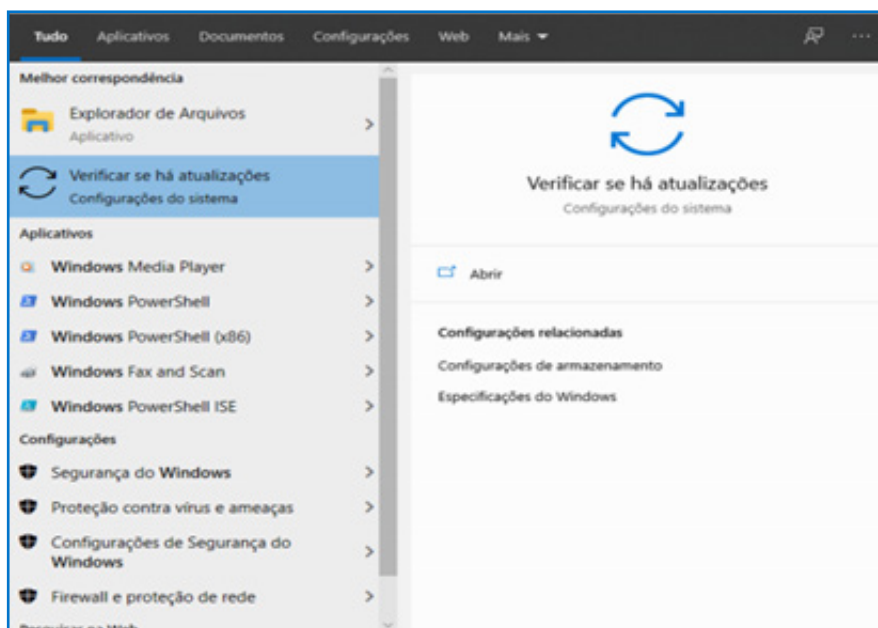 Tudo Aplicativos Documentos Configurações Web Mais
Melhor correspondência
Explorador de Arquivos
Aplicativo
Verificar se há atualizações
Configurações do sistema
Aplicativos
Windows Media Player
Windows PowerShell
Windows PowerShell (x86)
Windows Fax and Scan
Windows PowerShell ISE
Configurações
Segurança do Windows
Proteção contra vírus e ameaças
Configurações de Segurança do
Windows
Firewall e proteção de rede
Pesquisar na Web
Verificar se há atualizações
Configurações do sistema
Abrir
Configurações relacionadas
Configurações de armazenamento
Especificações do Windows